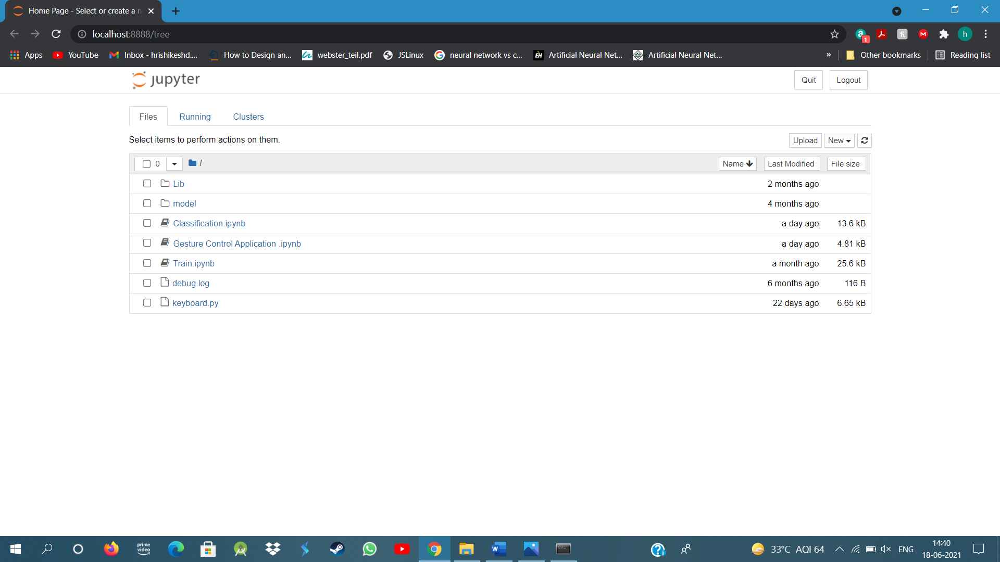 Home Page - Select or create a n
localhost:8888/tree
1
h
Apps YouTube Inbox - hrishikeshd.... How to Design an... webster_teil.pdf JSLinux neural network vs c... EH Artificial Neural Net... Artificial Neural Net... » Other bookmarks Reading list
jupyter Quit Logout
Files Running Clusters
Select items to perform actions on them. Upload New
0 / Name Last Modified File size
Lib 2 months ago
model 4 months ago
Classification.ipynb a day ago 13.6 kB
Gesture Control Application .ipynb a day ago 4.81 kB
Train.ipynb a month ago 25.6 kB
debug.log 6 months ago 116 B
keyboard.py 22 days ago 6.65 kB
prime video
33°C AQI 64 ENG 14:40
18-06-2021